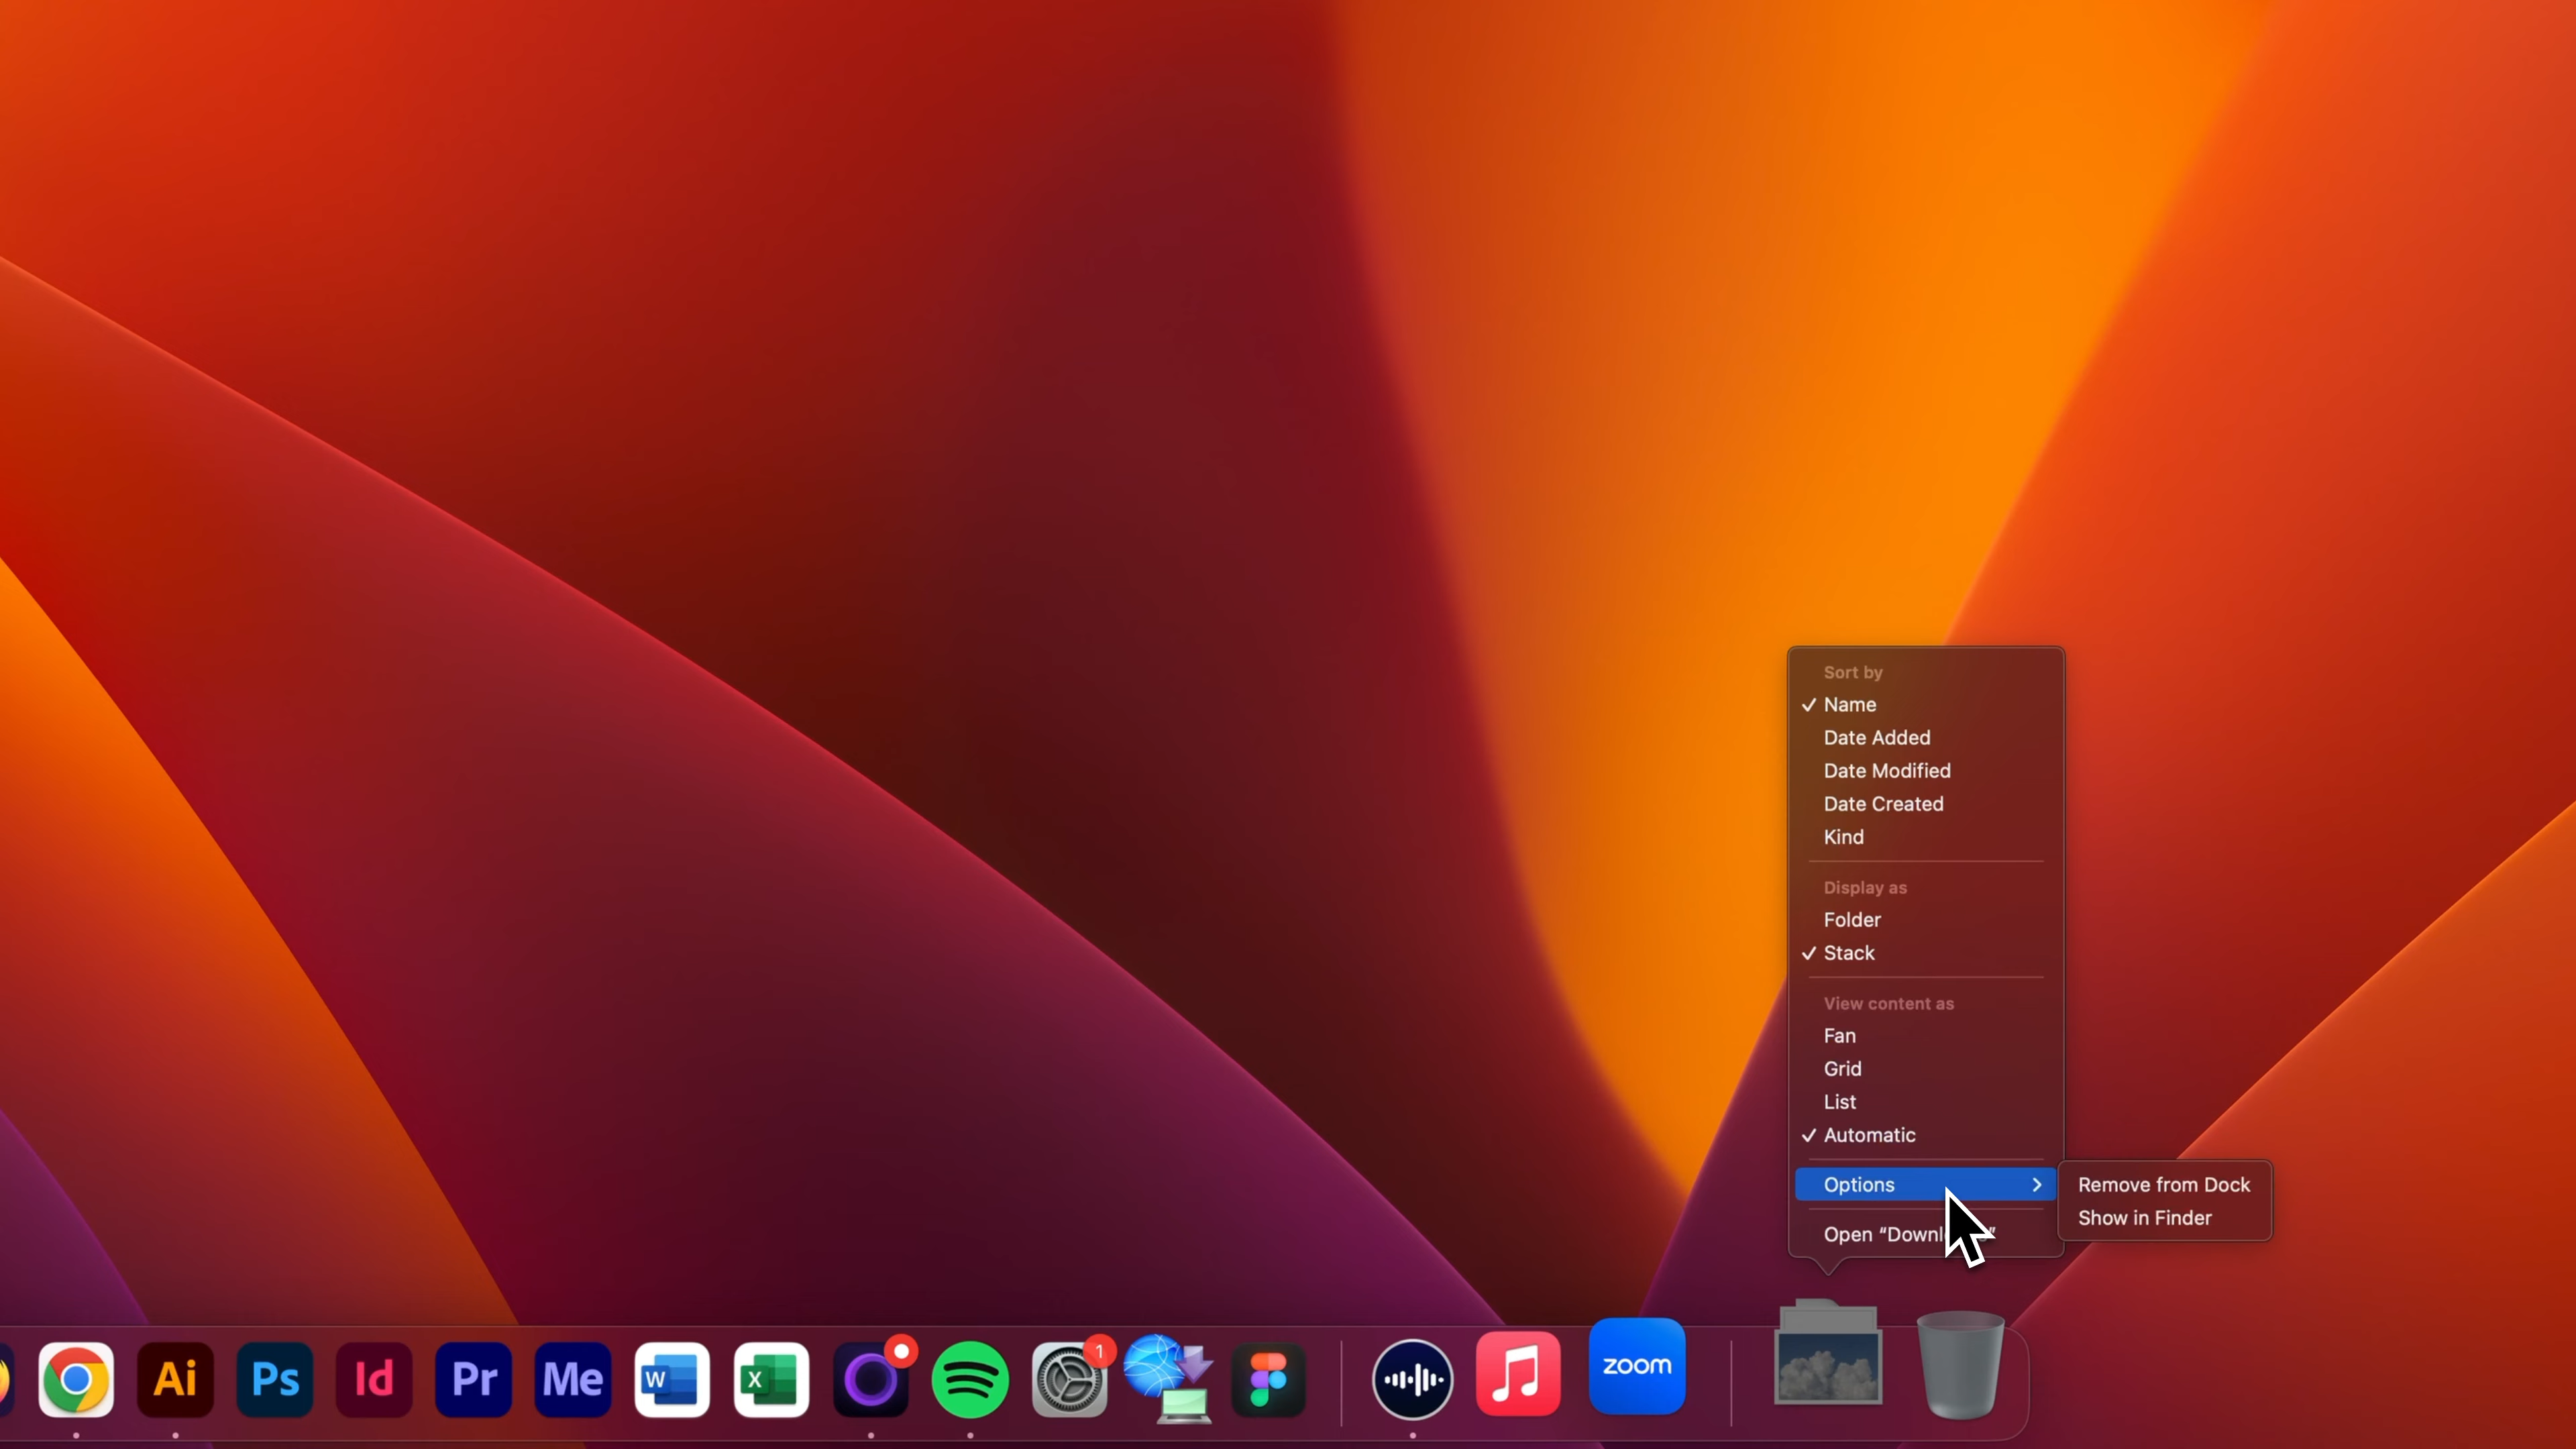 Sort by
✓ Name
Date Added
Date Modified
Date Created
Kind
Display as
Folder
✓ Stack
View content as
Fan
Grid
List
✓ Automatic
Options >
Remove from Dock
Show in Finder
Open “Downl ”
Ai
Ps
Id
Pr
Me
W
X
1
zoom